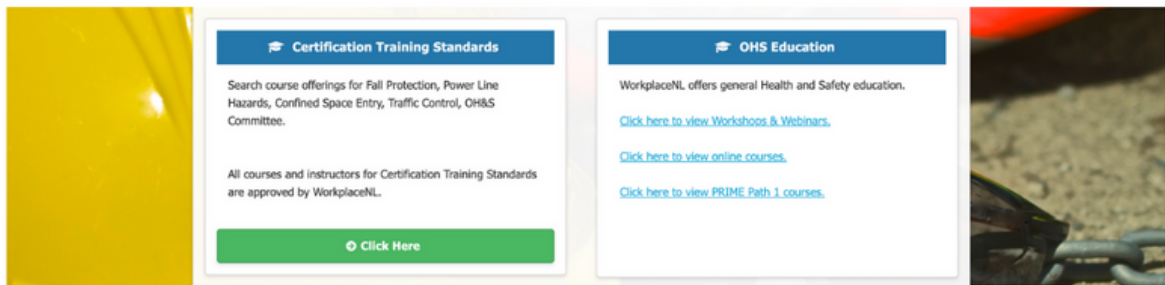 Certification Training Standards
Search course offerings for Fall Protection, Power Line
Hazards, Confined Space Entry, Traffic Control, OH&S
Committee.
All courses and instructors for Certification Training Standards
are approved by WorkplaceNL.
Click Here
OHS Education
WorkplaceNL offers general Health and Safety education.
Click here to view Workshops & Webinars.
Click here to view online courses.
Click here to view PRIME Path 1 courses.